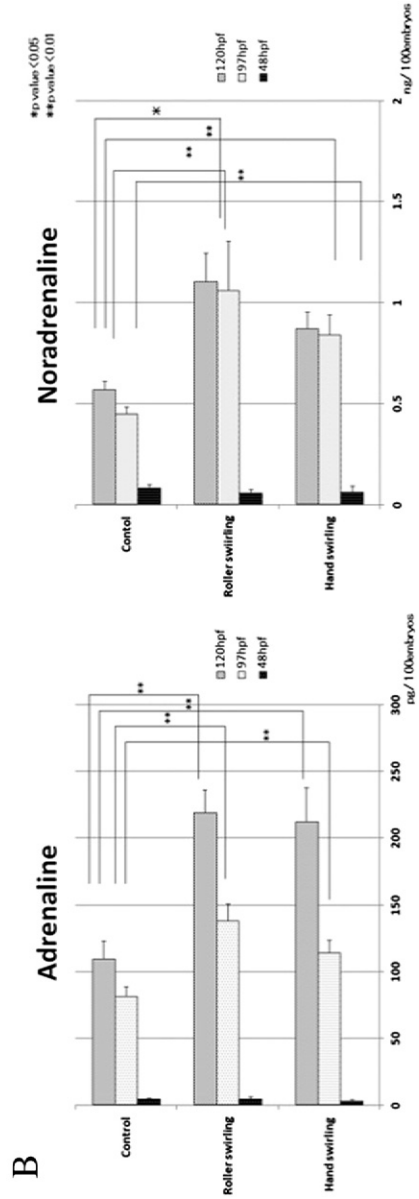 B
Adrenaline
Control
Roller swirling
Hand swirling
0
50
100
150
200
250
300
pg/100embryos
120hpf
97hpf
48hpf
**
**
**
**
Noradrenaline
*p value<0.05
**p value<0.01
Contol
Roller swiirling
Hand swirling
0
0.5
1
1.5
2
ng/100embryos
120hpf
97hpf
48hpf
*
**
**
**